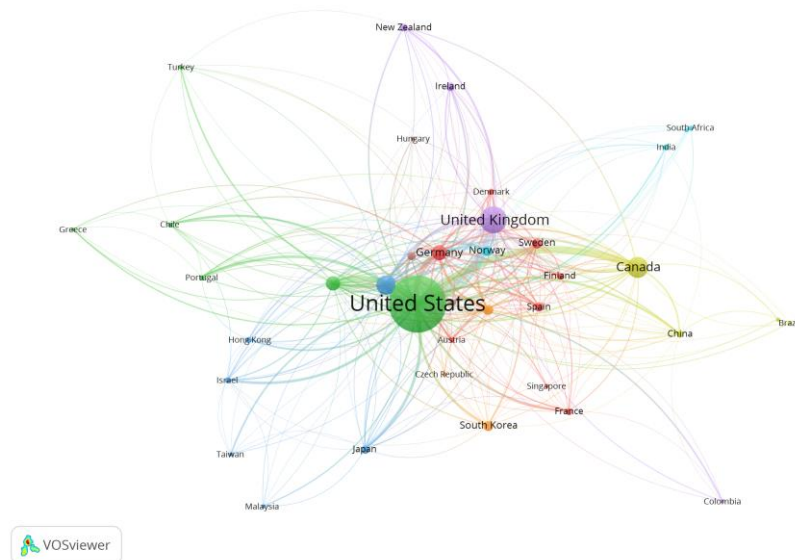 New Zealand
Turkey
Ireland
South Africa
Hungary
India
Denmark
United Kingdom
Chile
Greece
Sweden
Germany
Norway
Canada
Portugal
Finland
United States
Spain
Braz
China
Hong Kong
Austria
Czech Republic
Israel
Singapore
France
South Korea
Japan
Taiwan
Colombia
Malaysia
VOSviewer